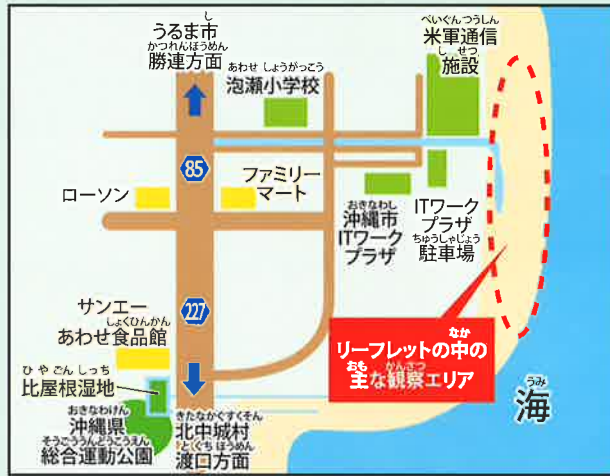 し
うるま市
かつれんほうめん
勝連方面
あわせ しょうがっこう
泡瀬小学校
べいぐんつうしん
米軍通信
し せつ
施設
85
ローソン
ファミリー
マート
おきなわし
沖縄市
ITワーク
プラザ
ITワーク
プラザ
ちゅうしゃじょう
駐車場
227
サンエー
しょくひんかん
あわせ食品館
ひ や ごん しっち
比屋根湿地
おきなわけん
沖縄県
そうごううんどうこうえん
総合運動公園
きたなかぐすくそん
北中城村
とぐち ほうめん
渡口方面
なか
リーフレットの中の
おも かんさつ
主な観察エリア
うみ
海